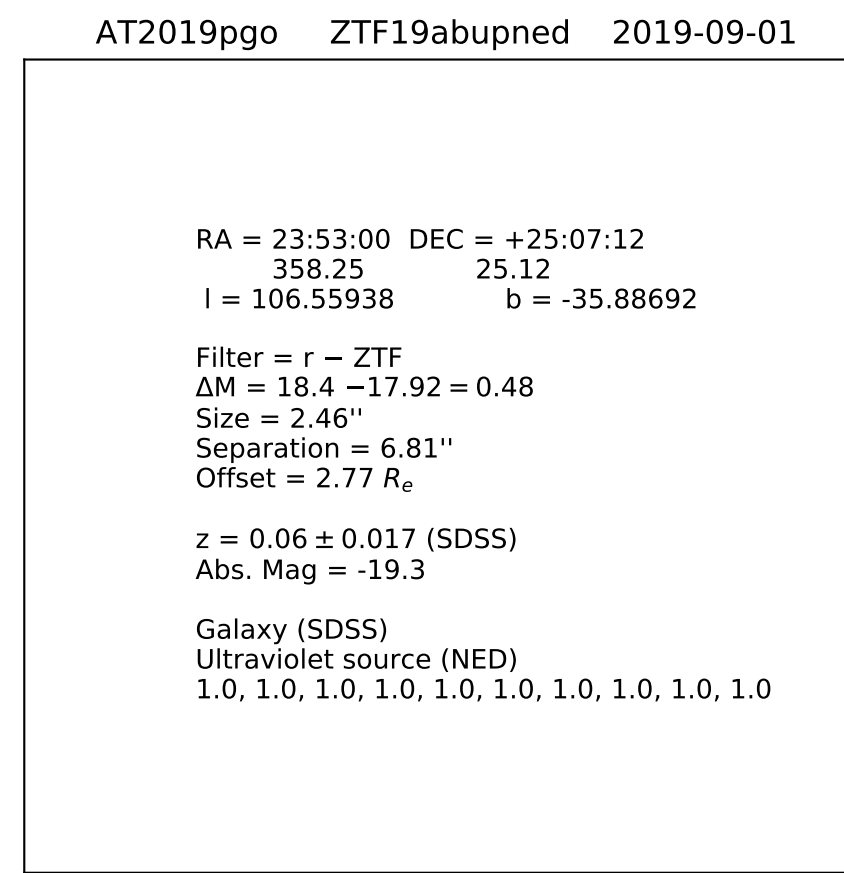 AT2019pgo ZTF19abupned 2019-09-01
RA = 23:53:00 DEC = +25:07:12
358.25 25.12
l = 106.55938 b = -35.88692
Filter = r − ZTF
ΔM = 18.4 −17.92 = 0.48
Size = 2.46''
Separation = 6.81''
Offset = 2.77 Rₑ
z = 0.06 ± 0.017 (SDSS)
Abs. Mag = -19.3
Galaxy (SDSS)
Ultraviolet source (NED)
1.0, 1.0, 1.0, 1.0, 1.0, 1.0, 1.0, 1.0, 1.0, 1.0